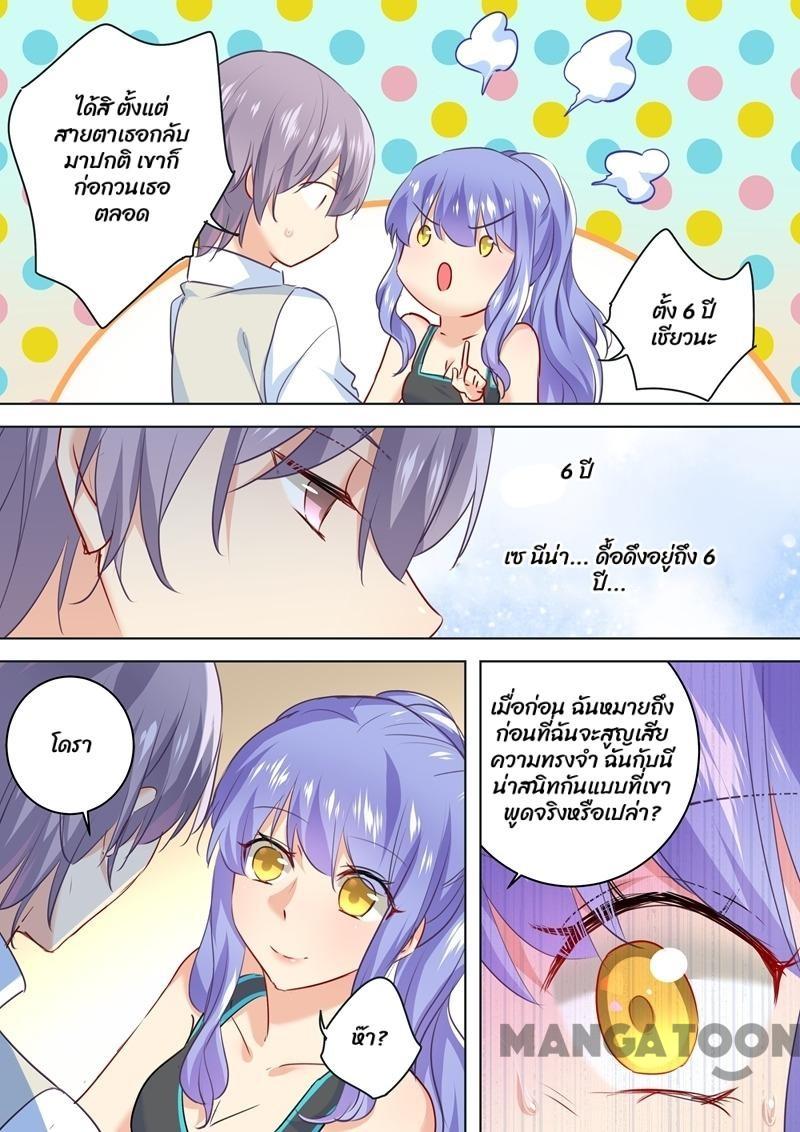 ได้สิ ตั้งแต่
สายตาเธอกลับ
มาปกติ เขาก็
ก่อกวนเธอ
ตลอด
ตั้ง 6 ปี
เชียวนะ
6 ปี
เซ นีน่า... ดื้อดึงอยู่ถึง 6
ปี...
โดรา
ห๊า?
เมื่อก่อน ฉันหมายถึง
ก่อนที่ฉันจะสูญเสีย
ความทรงจำ ฉันกับนี
น่าสนิทกันแบบที่เขา
พูดจริงหรือเปล่า?
MANGATOON